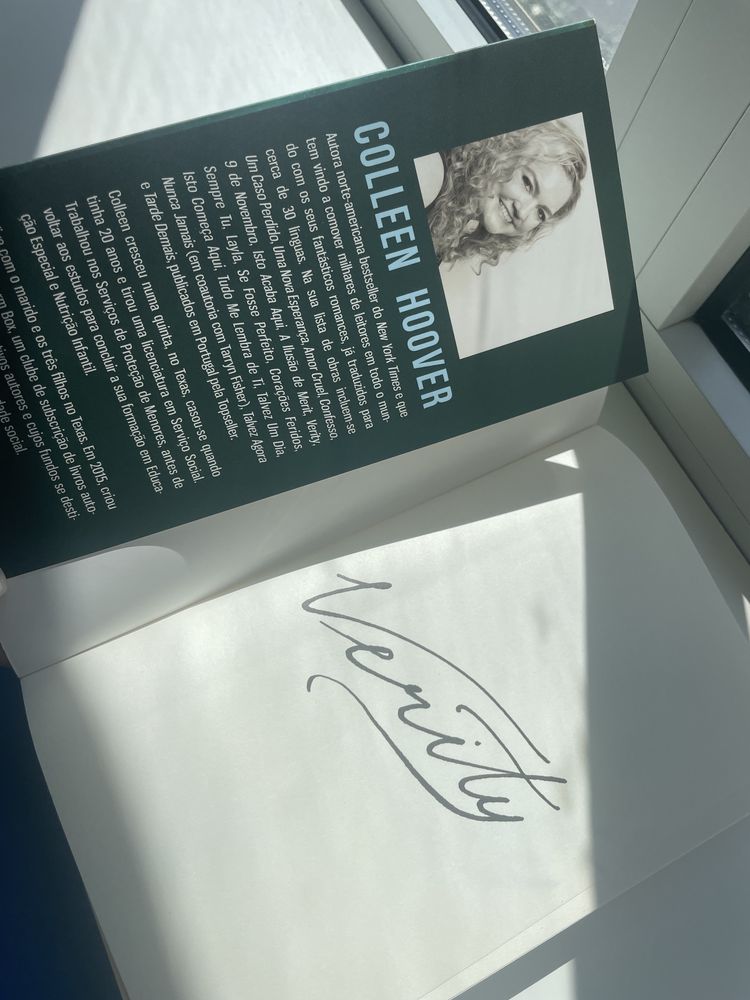 COLLEEN HOOVER
Autora norte-americana bestseller do New York Times e que
tem vindo a comover milhares de leitores em todo o mun-
do com os seus fantásticos romances, já traduzidos para
cerca de 30 línguas. Na sua lista de obras incluem-se
Um Caso Perdido, Uma Nova Esperança, Amor Cruel, Confesso,
9 de Novembro, Isto Acaba Aqui, A Ilusão de Merit, Verity,
Sempre Tu, Layla, Se Fosse Perfeito, Corações Feridos,
Isto Começa Aqui, Tudo Me Lembra de Ti, Talvez Um Dia,
Nunca Jamais (em coautoria com Tarryn Fisher), Talvez Agora
e Tarde Demais, publicados em Portugal pela Topseller.
Colleen cresceu numa quinta, no Texas, casou-se quando
tinha 20 anos e tirou uma licenciatura em Serviço Social.
Trabalhou nos Serviços de Proteção de Menores, antes de
voltar aos estudos para concluir a sua formação em Educa-
ção Especial e Nutrição Infantil.
com o marido e os três filhos no Texas. Em 2015, criou
Box, um clube de subscrição de livros auto-
autores e cujos fundos se desti-
social.
Verity